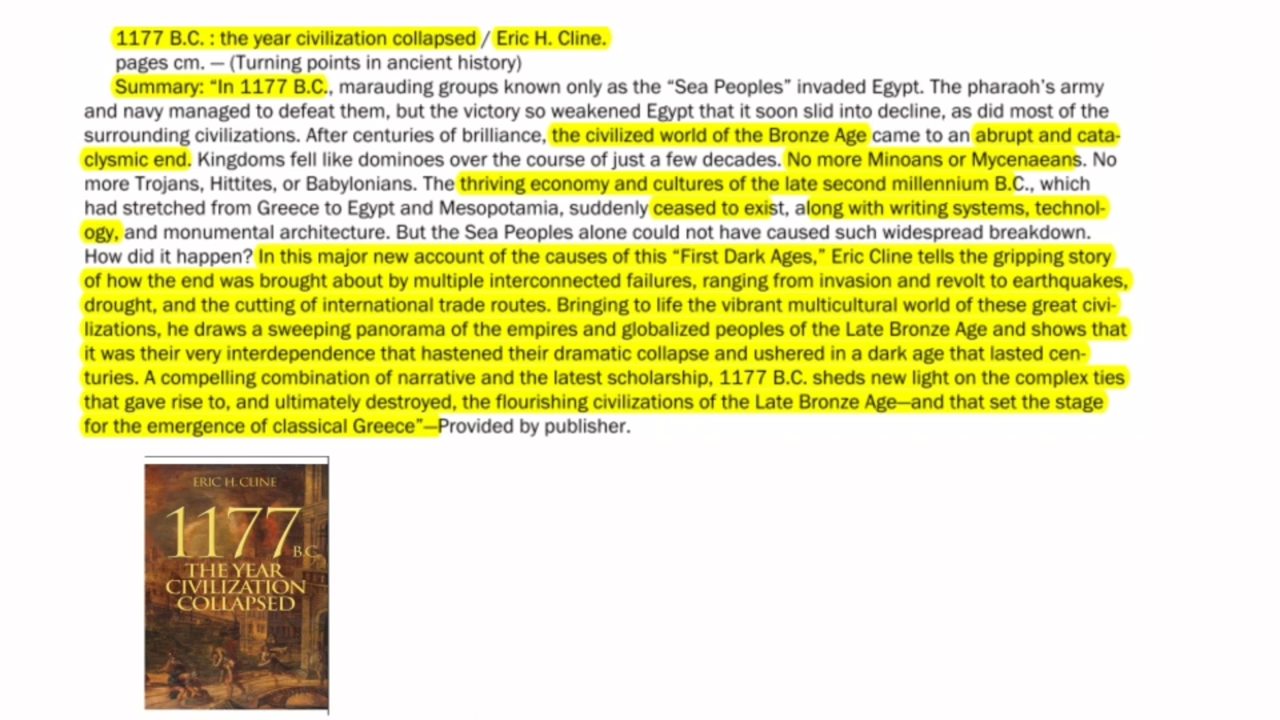 1177 B.C. : the year civilization collapsed / Eric H. Cline.
pages cm. — (Turning points in ancient history)
Summary: “In 1177 B.C., marauding groups known only as the “Sea Peoples” invaded Egypt. The pharaoh’s army
and navy managed to defeat them, but the victory so weakened Egypt that it soon slid into decline, as did most of the
surrounding civilizations. After centuries of brilliance, the civilized world of the Bronze Age came to an abrupt and cata-
clysmic end. Kingdoms fell like dominoes over the course of just a few decades. No more Minoans or Mycenaeans. No
more Trojans, Hittites, or Babylonians. The thriving economy and cultures of the late second millennium B.C., which
had stretched from Greece to Egypt and Mesopotamia, suddenly ceased to exist, along with writing systems, technol-
ogy, and monumental architecture. But the Sea Peoples alone could not have caused such widespread breakdown.
How did it happen? In this major new account of the causes of this “First Dark Ages,” Eric Cline tells the gripping story
of how the end was brought about by multiple interconnected failures, ranging from invasion and revolt to earthquakes,
drought, and the cutting of international trade routes. Bringing to life the vibrant multicultural world of these great civi-
lizations, he draws a sweeping panorama of the empires and globalized peoples of the Late Bronze Age and shows that
it was their very interdependence that hastened their dramatic collapse and ushered in a dark age that lasted cen-
turies. A compelling combination of narrative and the latest scholarship, 1177 B.C. sheds new light on the complex ties
that gave rise to, and ultimately destroyed, the flourishing civilizations of the Late Bronze Age—and that set the stage
for the emergence of classical Greece”—Provided by publisher.
ERIC H. CLINE
1177 B.C.
THE YEAR
CIVILIZATION
COLLAPSED